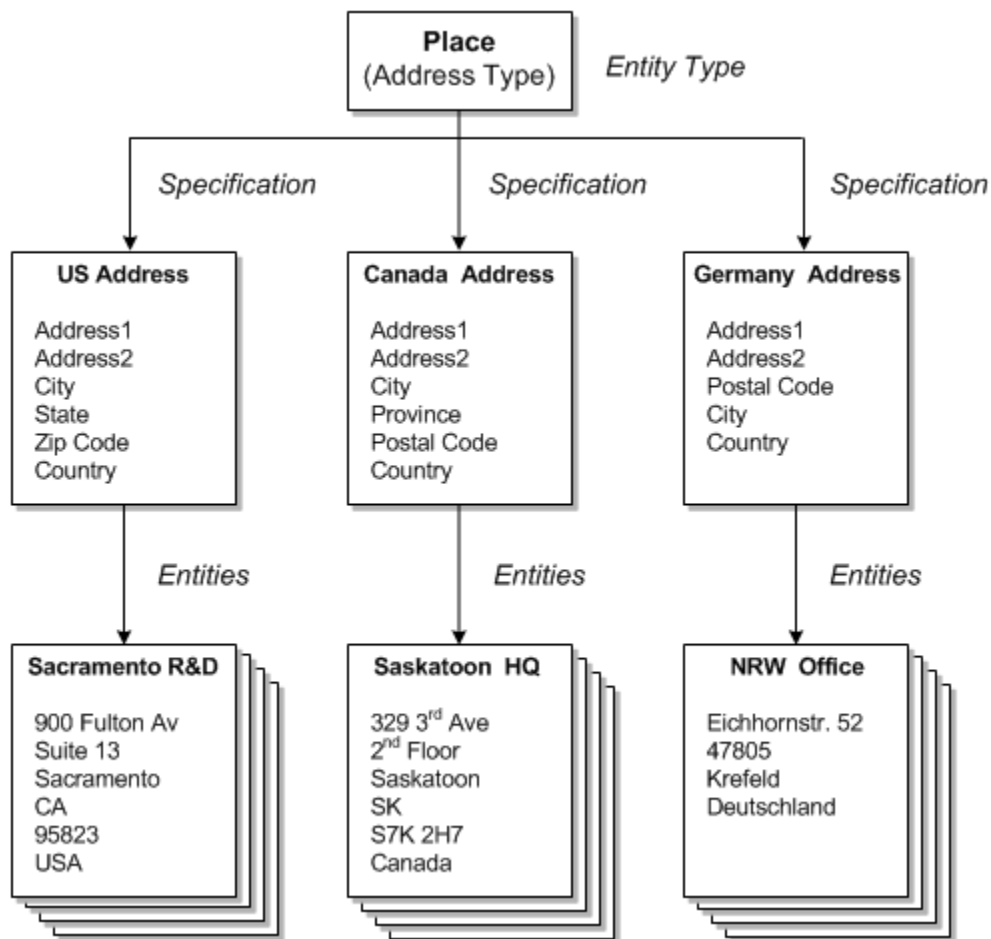 Place
(Address Type)
Entity Type
Specification
Specification
Specification
US Address
Address1
Address2
City
State
Zip Code
Country
Canada Address
Address1
Address2
City
Province
Postal Code
Country
Germany Address
Address1
Address2
Postal Code
City
Country
Entities
Entities
Entities
Sacramento R&D
900 Fulton Av
Suite 13
Sacramento
CA
95823
USA
Saskatoon HQ
329 3rd Ave
2nd Floor
Saskatoon
SK
S7K 2H7
Canada
NRW Office
Eichhornstr. 52
47805
Krefeld
Deutschland